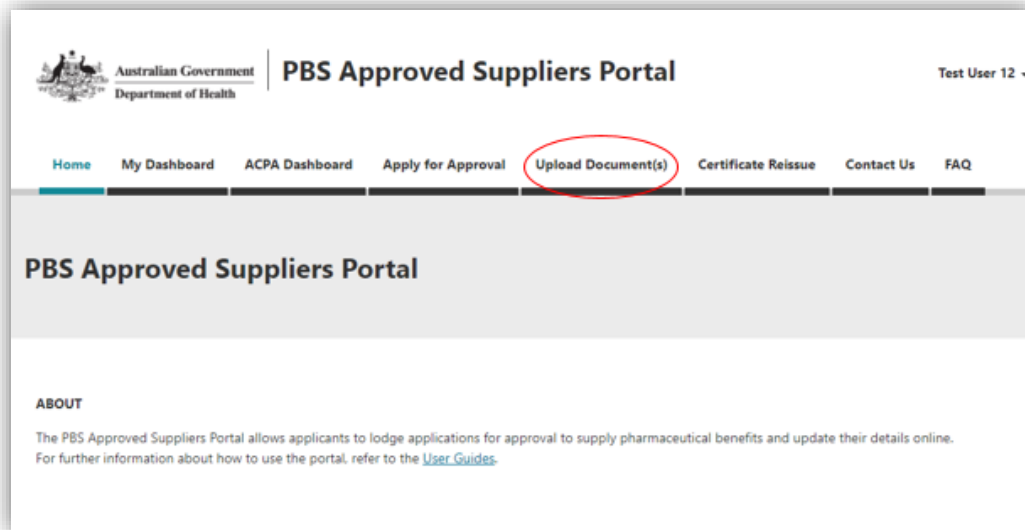 Australian Government
Department of Health
PBS Approved Suppliers Portal
Test User 12
Home My Dashboard ACPA Dashboard Apply for Approval Upload Document(s) Certificate Reissue Contact Us FAQ
PBS Approved Suppliers Portal
ABOUT
The PBS Approved Suppliers Portal allows applicants to lodge applications for approval to supply pharmaceutical benefits and update their details online.
For further information about how to use the portal, refer to the User Guides.